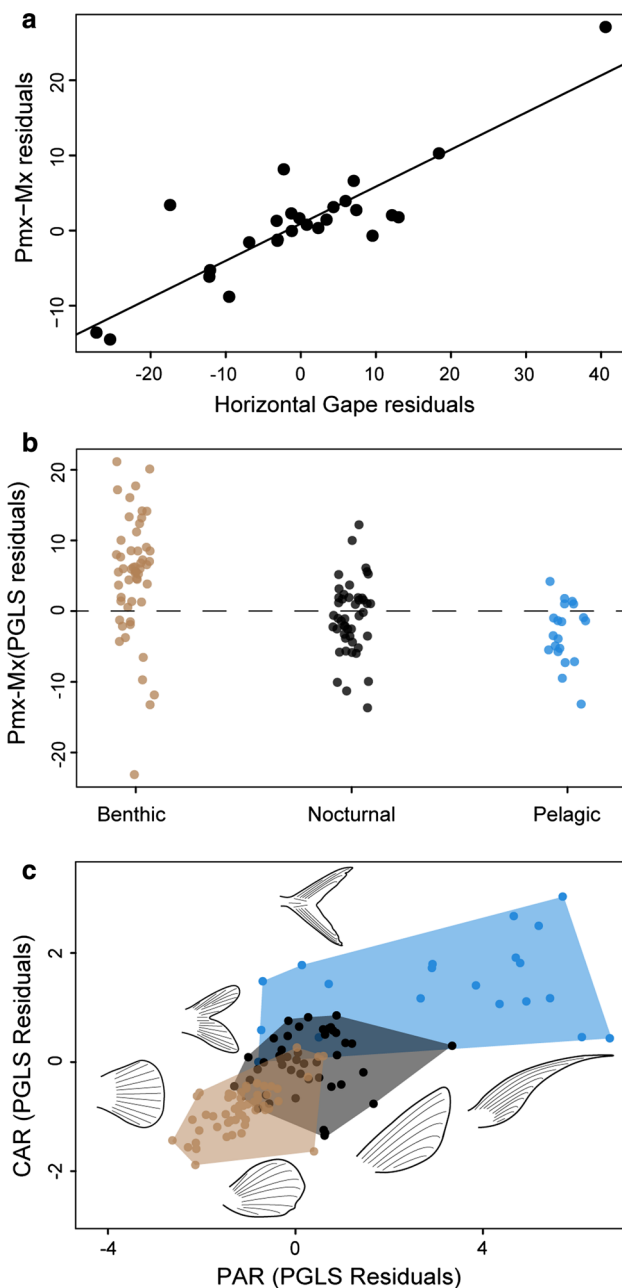 a
Pmx−Mx residuals
20
10
0
−10
-20
-10
0
10
20
30
40
Horizontal Gape residuals
b
Pmx-Mx(PGLS residuals)
20
10
0
-10
-20
Benthic
Nocturnal
Pelagic
c
CAR (PGLS Residuals)
2
0
-2
-4
0
4
PAR (PGLS Residuals)